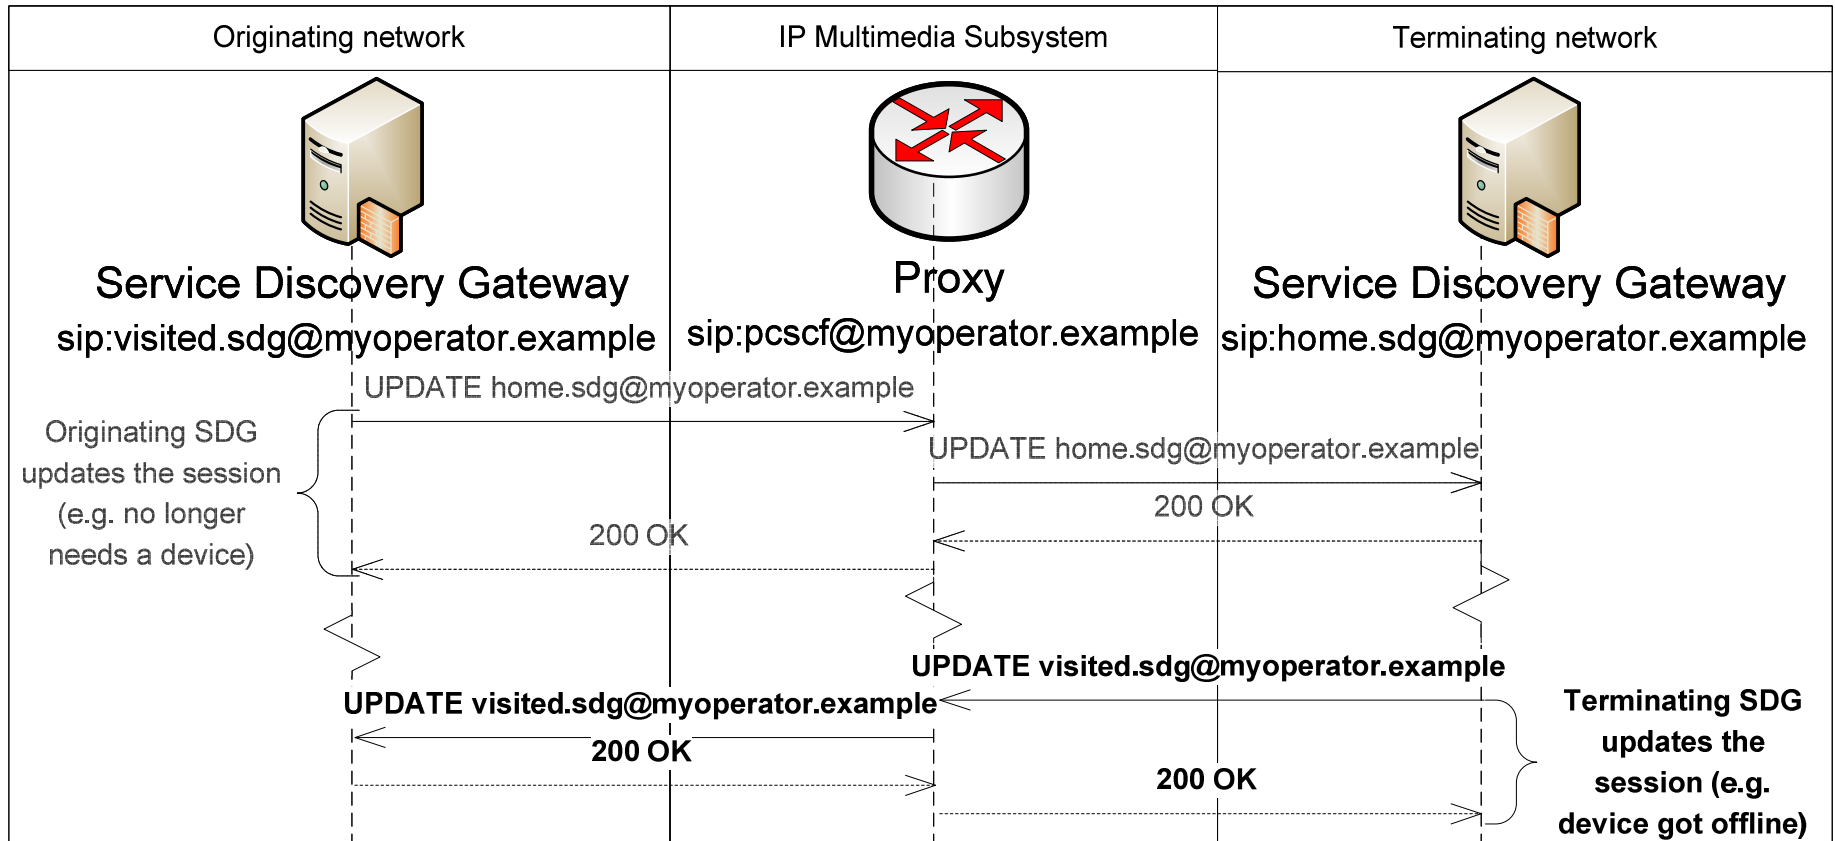 Originating network
IP Multimedia Subsystem
Terminating network
Service Discovery Gateway
sip:visited.sdg@myoperator.example
Proxy
sip:pcscf@myoperator.example
Service Discovery Gateway
sip:home.sdg@myoperator.example
UPDATE home.sdg@myoperator.example
Originating SDG
updates the session
(e.g. no longer
needs a device)
UPDATE home.sdg@myoperator.example
200 OK
200 OK
UPDATE visited.sdg@myoperator.example
UPDATE visited.sdg@myoperator.example
200 OK
200 OK
Terminating SDG
updates the
session (e.g.
device got offline)